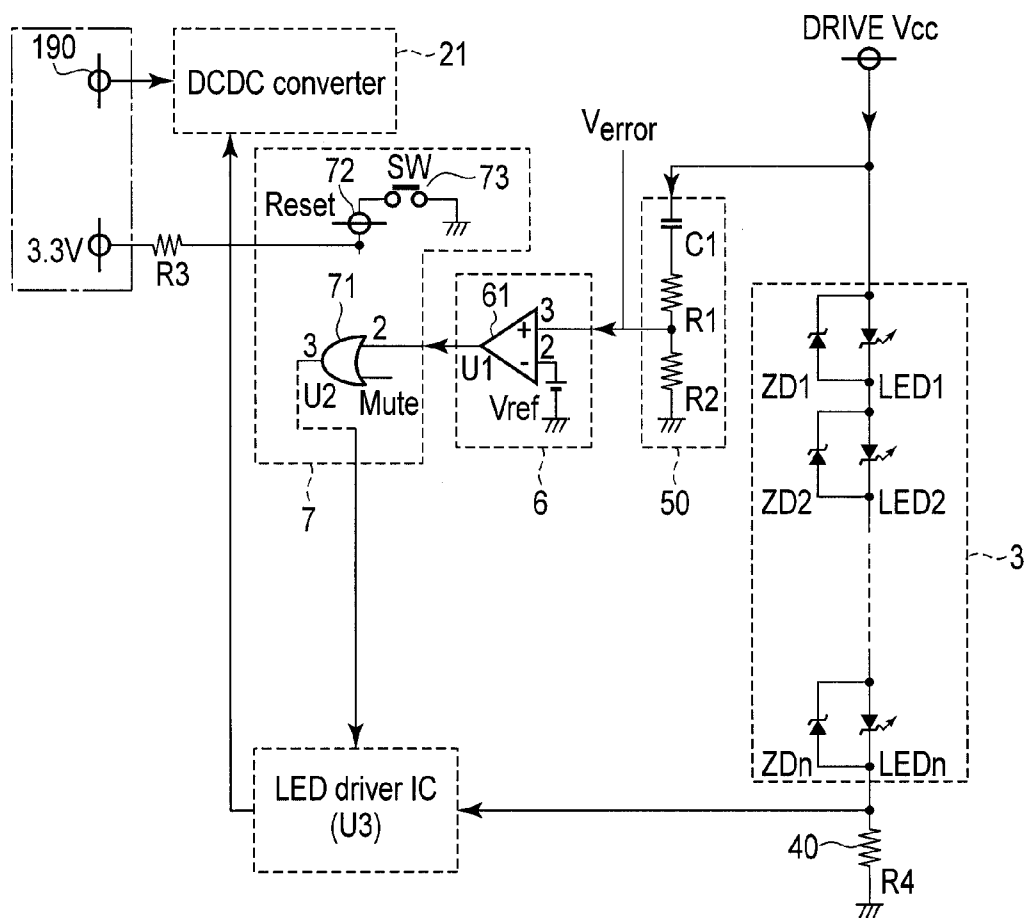 DRIVE Vcc
190
DCDC converter
21
Verror
72
SW
73
Reset
C1
3.3V
R3
R1
71
61
3
2
2
3
U1
U2
Mute
Vref
R2
ZD1
LED1
7
6
50
ZD2
LED2
3
ZDn
LEDn
LED driver IC
(U3)
40
R4